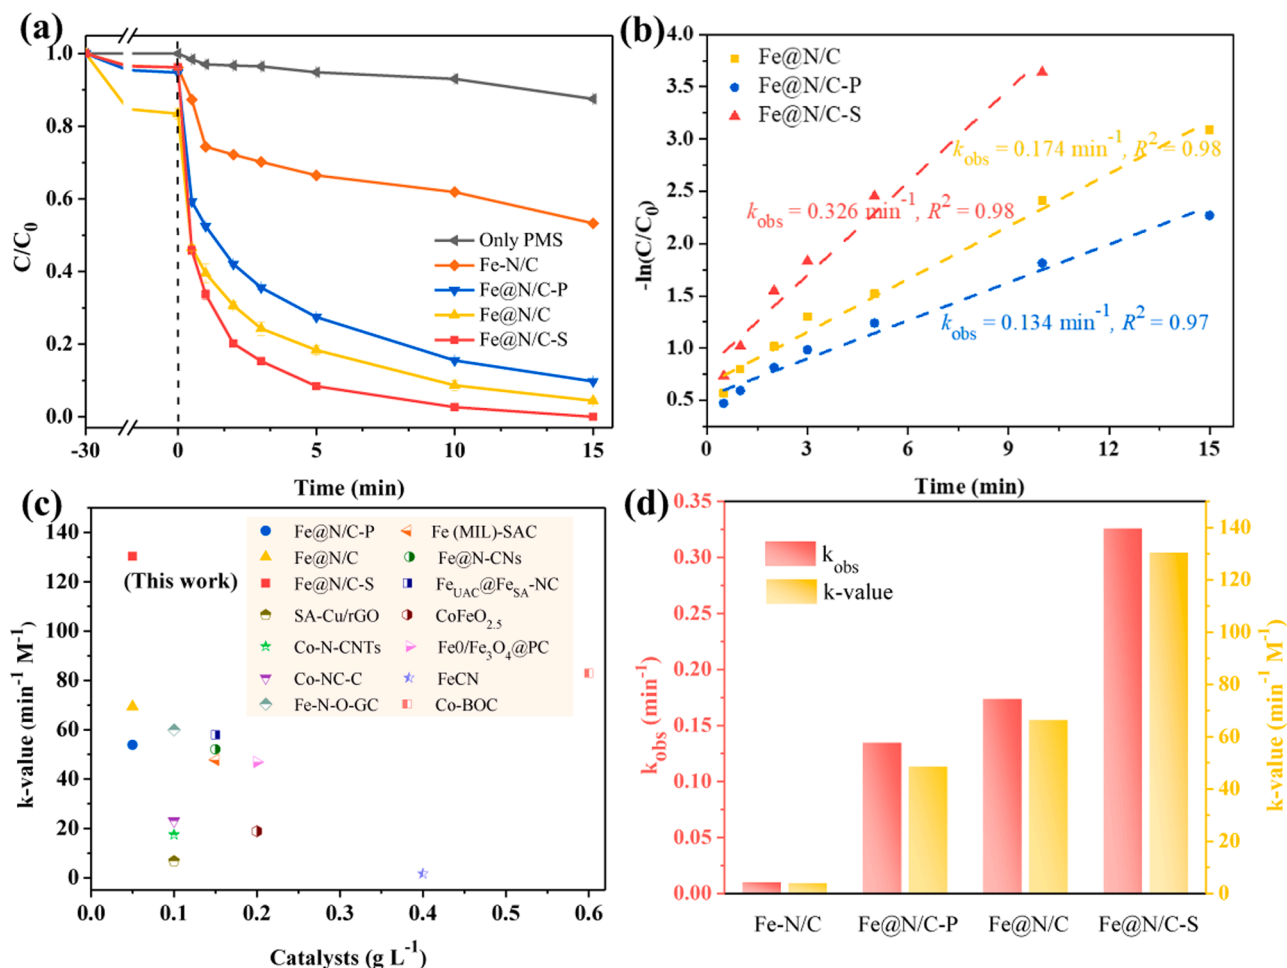 (a)
C/C0
1.0
0.8
0.6
0.4
0.2
0.0
Only PMS
Fe-N/C
Fe@N/C-P
Fe@N/C
Fe@N/C-S
-30
0
5
10
15
Time (min)
(b)
-ln(C/C0)
4.0
3.5
3.0
2.5
2.0
1.5
1.0
0.5
Fe@N/C
Fe@N/C-P
Fe@N/C-S
kobs = 0.174 min-1, R2 = 0.98
kobs = 0.326 min-1, R2 = 0.98
kobs = 0.134 min-1, R2 = 0.97
0
3
6
9
12
15
Time (min)
(c)
k-value (min-1 M-1)
140
120
100
80
60
40
20
0
(This work)
Fe@N/C-P
Fe@N/C
Fe@N/C-S
SA-Cu/rGO
Co-N-CNTs
Co-NC-C
Fe-N-O-GC
Fe (MIL)-SAC
Fe@N-CNs
FeUAC@FeSA-NC
CoFeO2.5
Fe0/Fe3O4@PC
FeCN
Co-BOC
0.0
0.1
0.2
0.3
0.4
0.5
0.6
Catalysts (g L-1)
(d)
kobs (min-1)
0.35
0.30
0.25
0.20
0.15
0.10
0.05
0.00
kobs
k-value
140
120
100
80
60
40
20
0
k-value (min-1 M-1)
Fe-N/C
Fe@N/C-P
Fe@N/C
Fe@N/C-S